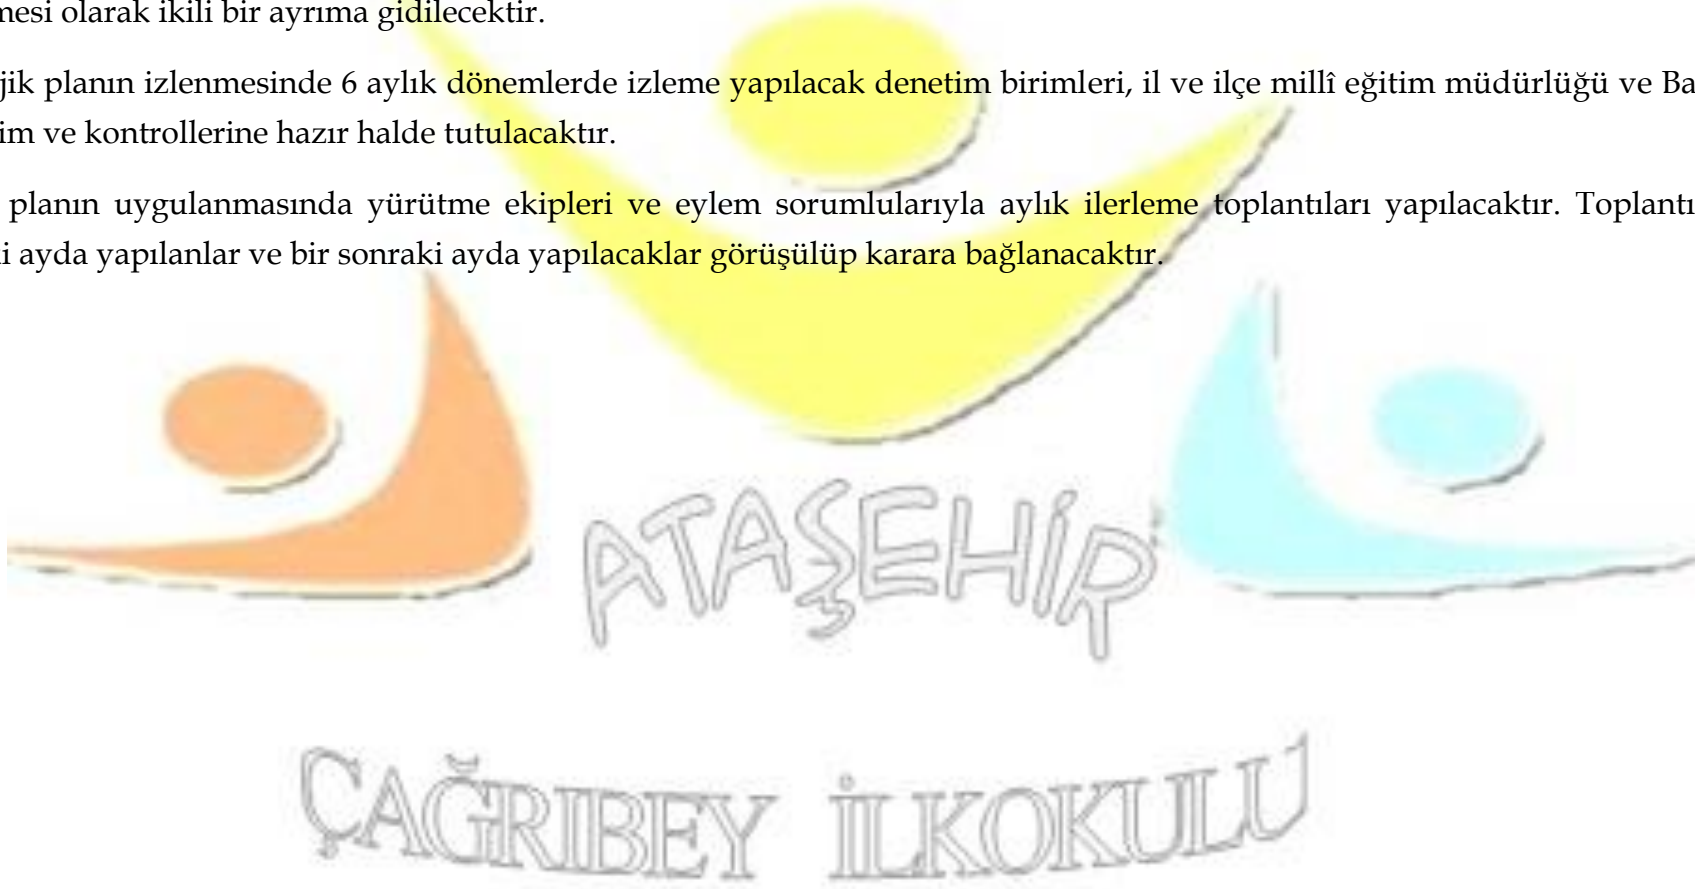 mesi olarak ikili bir ayrıma gidilecektir.
jik planın izlenmesinde 6 aylık dönemlerde izleme yapılacak denetim birimleri, il ve ilçe millî eğitim müdürlüğü ve Ba
im ve kontrollerine hazır halde tutulacaktır.
planın uygulanmasında yürütme ekipleri ve eylem sorumlularıyla aylık ilerleme toplantıları yapılacaktır. Toplantı
i ayda yapılanlar ve bir sonraki ayda yapılacaklar görüşülüp karara bağlanacaktır.
ATAŞEHİR
ÇAĞRIBEY İLKOKULU